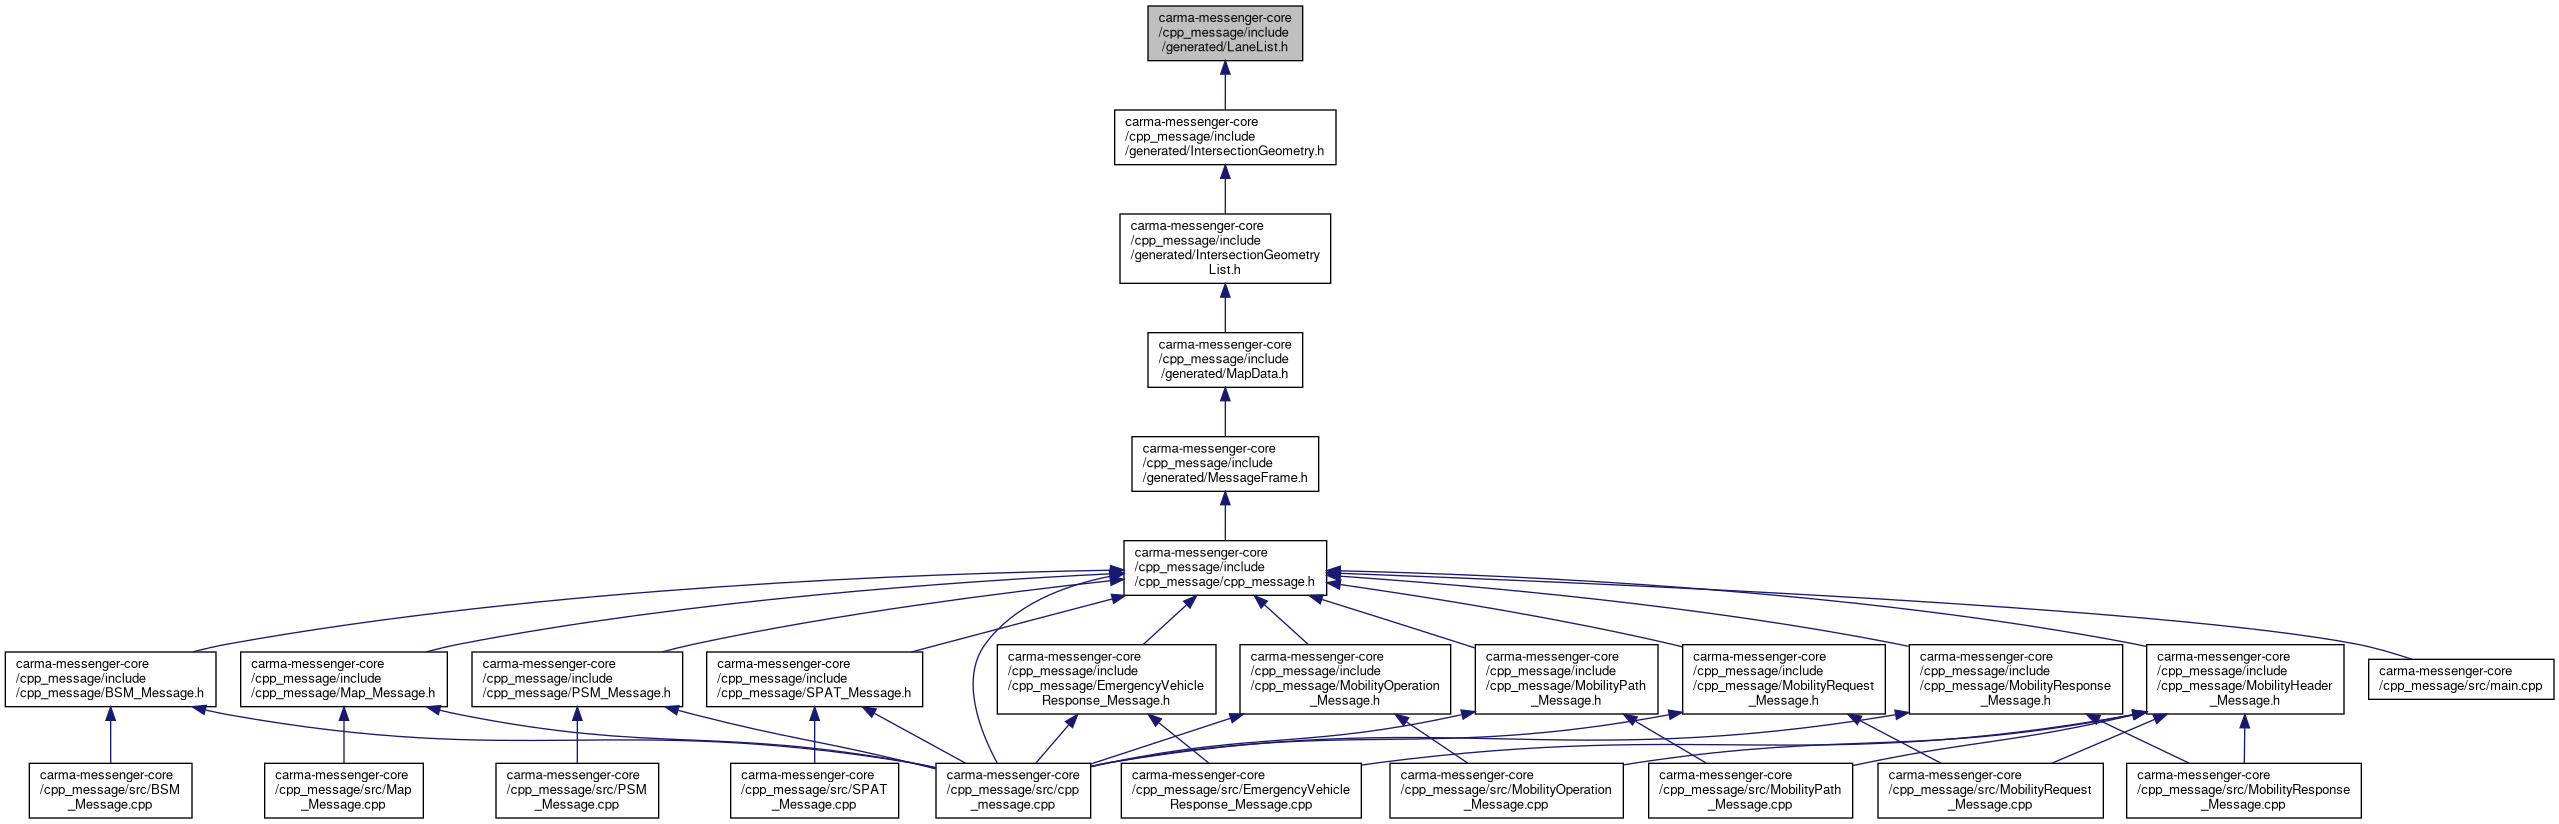 carma-messenger-core
/cpp_message/include
/generated/LaneList.h
carma-messenger-core
/cpp_message/include
/generated/IntersectionGeometry.h
carma-messenger-core
/cpp_message/include
/generated/IntersectionGeometry
List.h
carma-messenger-core
/cpp_message/include
/generated/MapData.h
carma-messenger-core
/cpp_message/include
/generated/MessageFrame.h
carma-messenger-core
/cpp_message/include
/cpp_message/cpp_message.h
carma-messenger-core
/cpp_message/include
/cpp_message/BSM_Message.h
carma-messenger-core
/cpp_message/include
/cpp_message/Map_Message.h
carma-messenger-core
/cpp_message/include
/cpp_message/PSM_Message.h
carma-messenger-core
/cpp_message/include
/cpp_message/SPAT_Message.h
carma-messenger-core
/cpp_message/include
/cpp_message/EmergencyVehicle
Response_Message.h
carma-messenger-core
/cpp_message/include
/cpp_message/MobilityOperation
_Message.h
carma-messenger-core
/cpp_message/include
/cpp_message/MobilityPath
_Message.h
carma-messenger-core
/cpp_message/include
/cpp_message/MobilityRequest
_Message.h
carma-messenger-core
/cpp_message/include
/cpp_message/MobilityResponse
_Message.h
carma-messenger-core
/cpp_message/include
/cpp_message/MobilityHeader
_Message.h
carma-messenger-core
/cpp_message/src/main.cpp
carma-messenger-core
/cpp_message/src/BSM
_Message.cpp
carma-messenger-core
/cpp_message/src/Map
_Message.cpp
carma-messenger-core
/cpp_message/src/PSM
_Message.cpp
carma-messenger-core
/cpp_message/src/SPAT
_Message.cpp
carma-messenger-core
/cpp_message/src/cpp
_message.cpp
carma-messenger-core
/cpp_message/src/EmergencyVehicle
Response_Message.cpp
carma-messenger-core
/cpp_message/src/MobilityOperation
_Message.cpp
carma-messenger-core
/cpp_message/src/MobilityPath
_Message.cpp
carma-messenger-core
/cpp_message/src/MobilityRequest
_Message.cpp
carma-messenger-core
/cpp_message/src/MobilityResponse
_Message.cpp